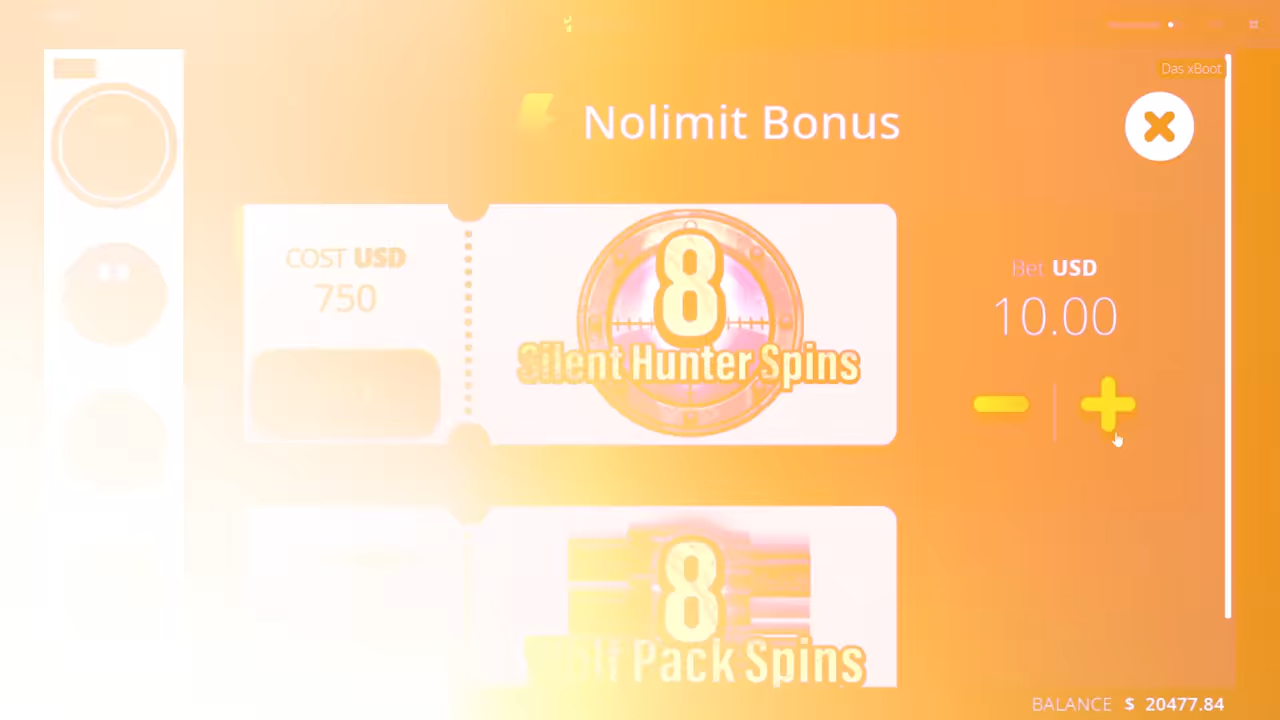 Das xBoot
Nolimit Bonus
COST USD
750
8
Silent Hunter Spins
Bet USD
10.00
8
Wolf Pack Spins
BALANCE $ 20477.84